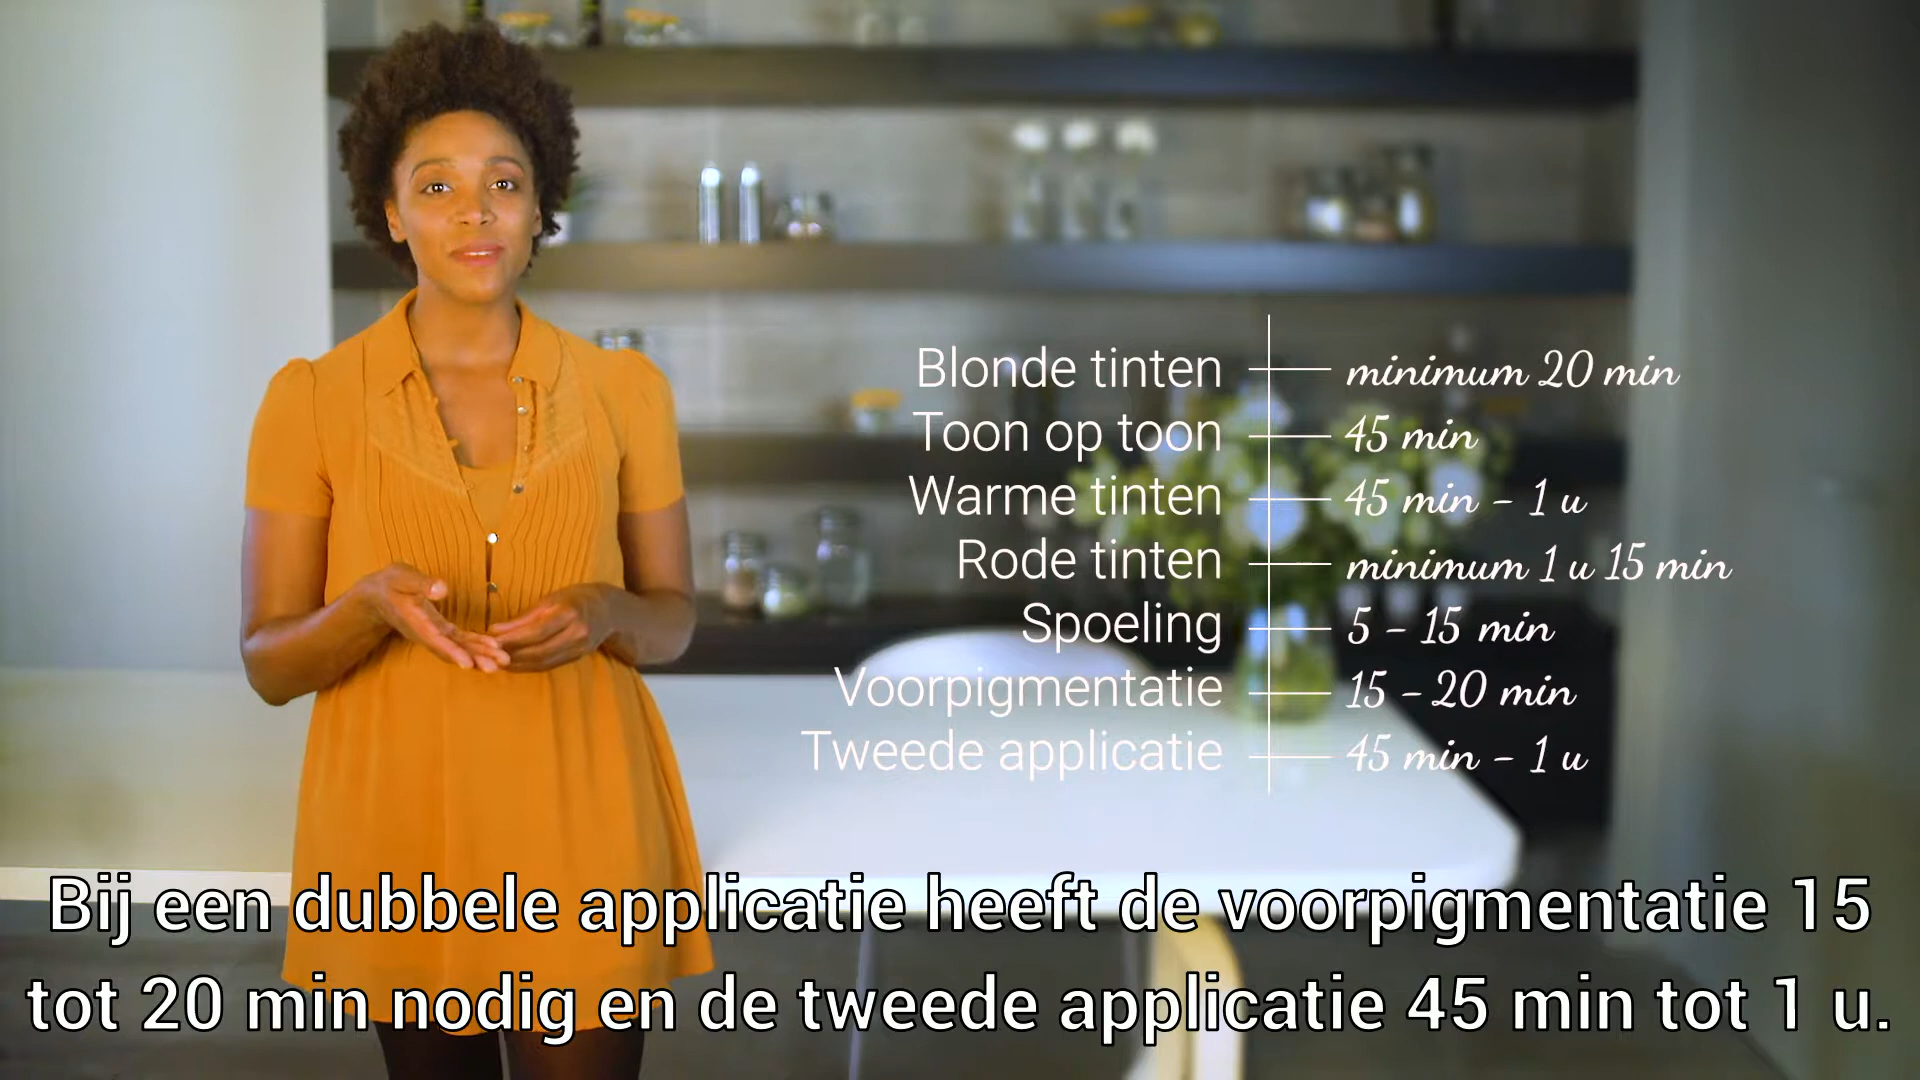 Blonde tinten minimum 20 min
Toon op toon 45 min
Warme tinten 45 min - 1 u
Rode tinten minimum 1 u 15 min
Spoeling 5 - 15 min
Voorpigmentatie 15 - 20 min
Tweede applicatie 45 min - 1 u
Bij een dubbele applicatie heeft de voorpigmentatie 15
tot 20 min nodig en de tweede applicatie 45 min tot 1 u.